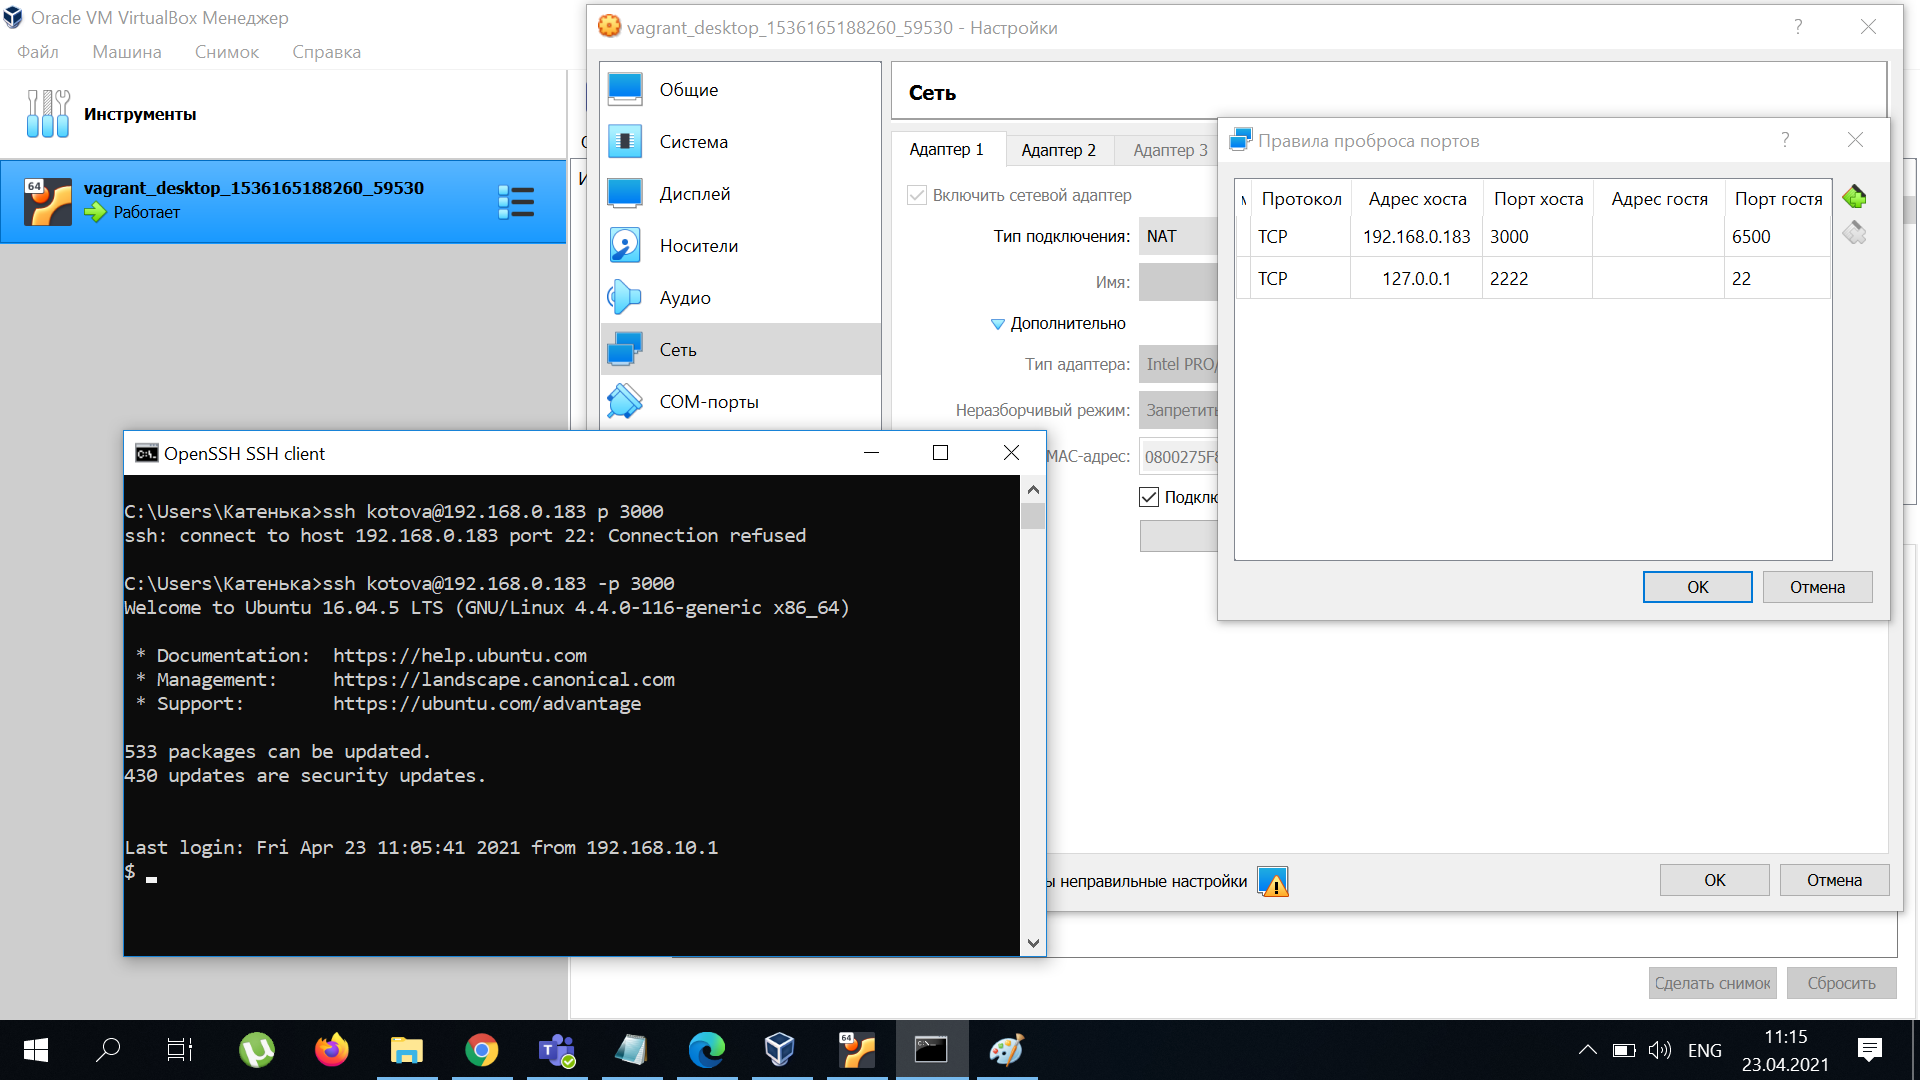 Oracle VM VirtualBox Менеджер
Файл Машина Снимок Справка
Инструменты
64
vagrant_desktop_1536165188260_59530
Работает
vagrant_desktop_1536165188260_59530 - Настройки
?
Общие
Система
Дисплей
Носители
Аудио
Сеть
COM-порты
Сеть
Адаптер 1 Адаптер 2 Адаптер 3
Включить сетевой адаптер
Тип подключения: NAT
Имя:
Дополнительно
Тип адаптера: Intel PRO/
Неразборчивый режим: Запретить
MAC-адрес: 0800275F8
Подклю
ы неправильные настройки
OK Отмена
Сделать снимок Сбросить
Правила проброса портов
?
Протокол Адрес хоста Порт хоста Адрес гостя Порт гостя
TCP 192.168.0.183 3000 6500
TCP 127.0.0.1 2222 22
OK Отмена
OpenSSH SSH client
C:\Users\Катенька>ssh kotova@192.168.0.183 p 3000
ssh: connect to host 192.168.0.183 port 22: Connection refused
C:\Users\Катенька>ssh kotova@192.168.0.183 -p 3000
Welcome to Ubuntu 16.04.5 LTS (GNU/Linux 4.4.0-116-generic x86_64)
* Documentation: https://help.ubuntu.com
* Management: https://landscape.canonical.com
* Support: https://ubuntu.com/advantage
533 packages can be updated.
430 updates are security updates.
Last login: Fri Apr 23 11:05:41 2021 from 192.168.10.1
$
64
ENG
11:15
23.04.2021